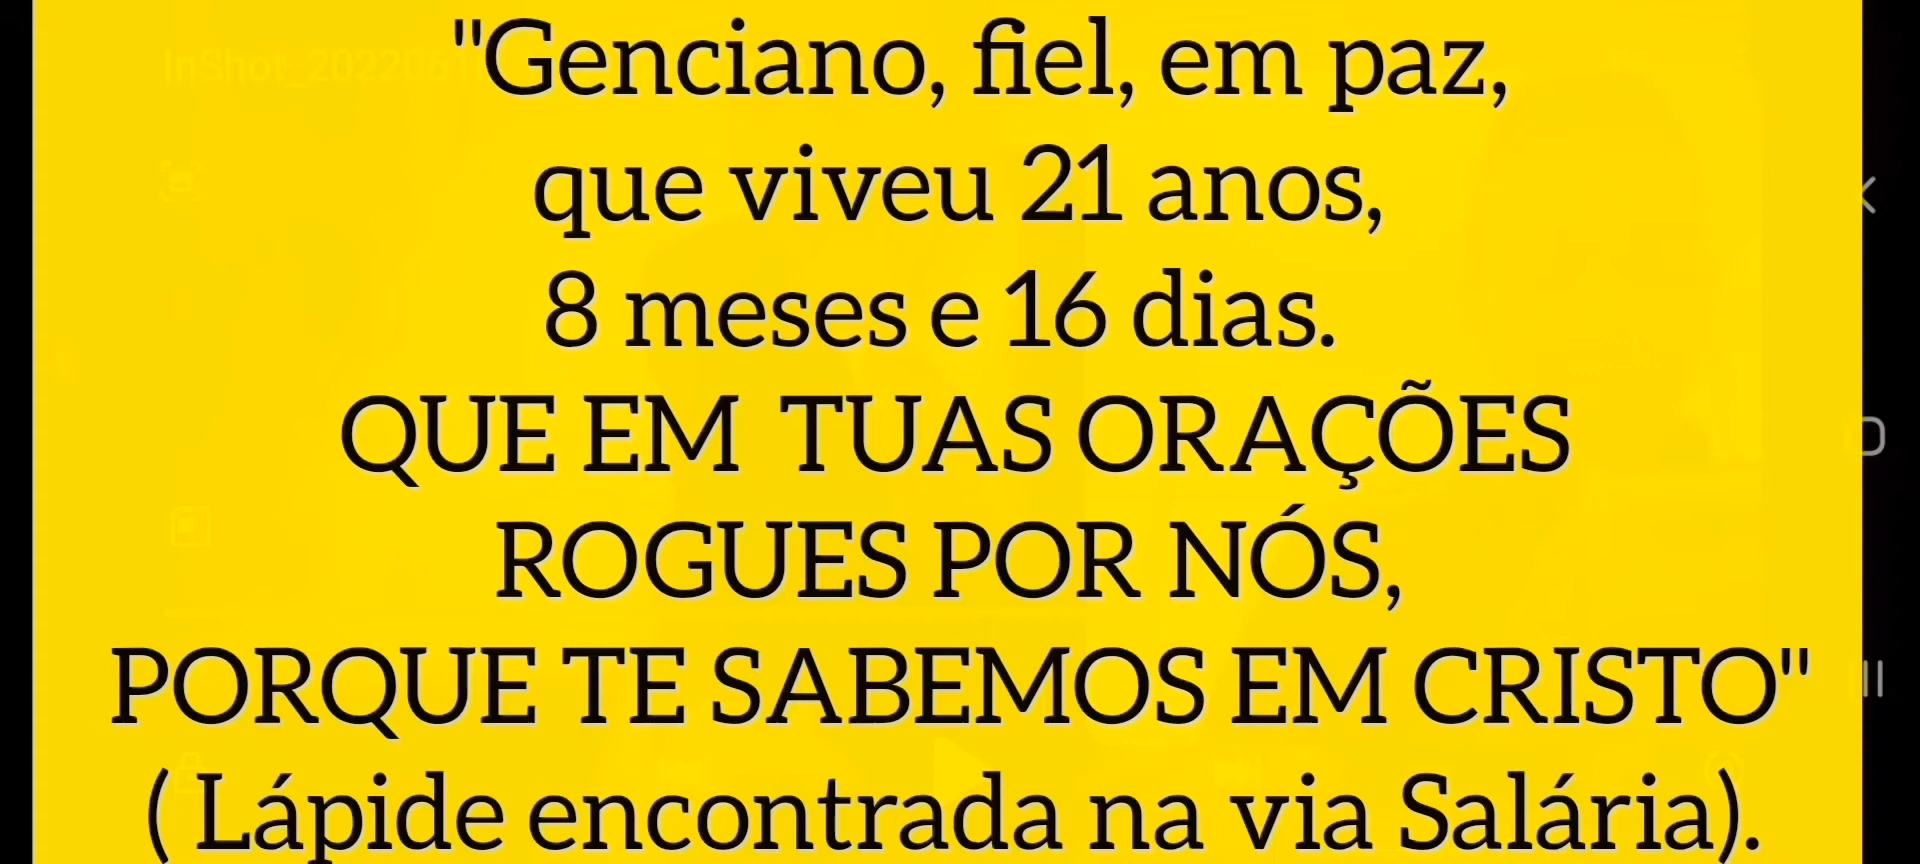 InShot_202206
"Genciano, fiel, em paz,
que viveu 21 anos,
8 meses e 16 dias.
QUE EM TUAS ORAÇÕES
ROGUES POR NÓS,
PORQUE TE SABEMOS EM CRISTO"
( Lápide encontrada na via Salária).